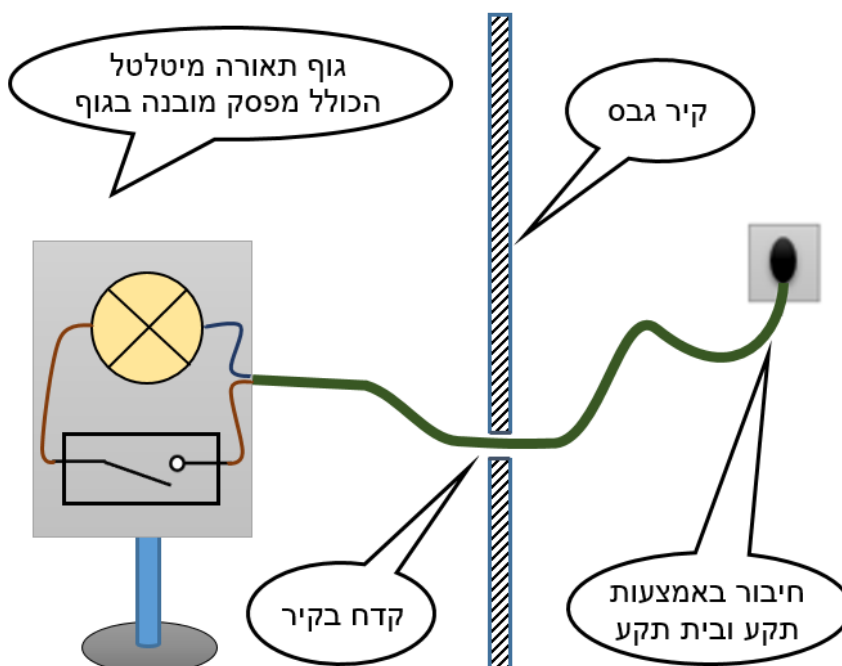 גוף תאורה מיטלטל
הכולל מפסק מובנה בגוף
קיר גבס
קדח בקיר
חיבור באמצעות
תקע ובית תקע